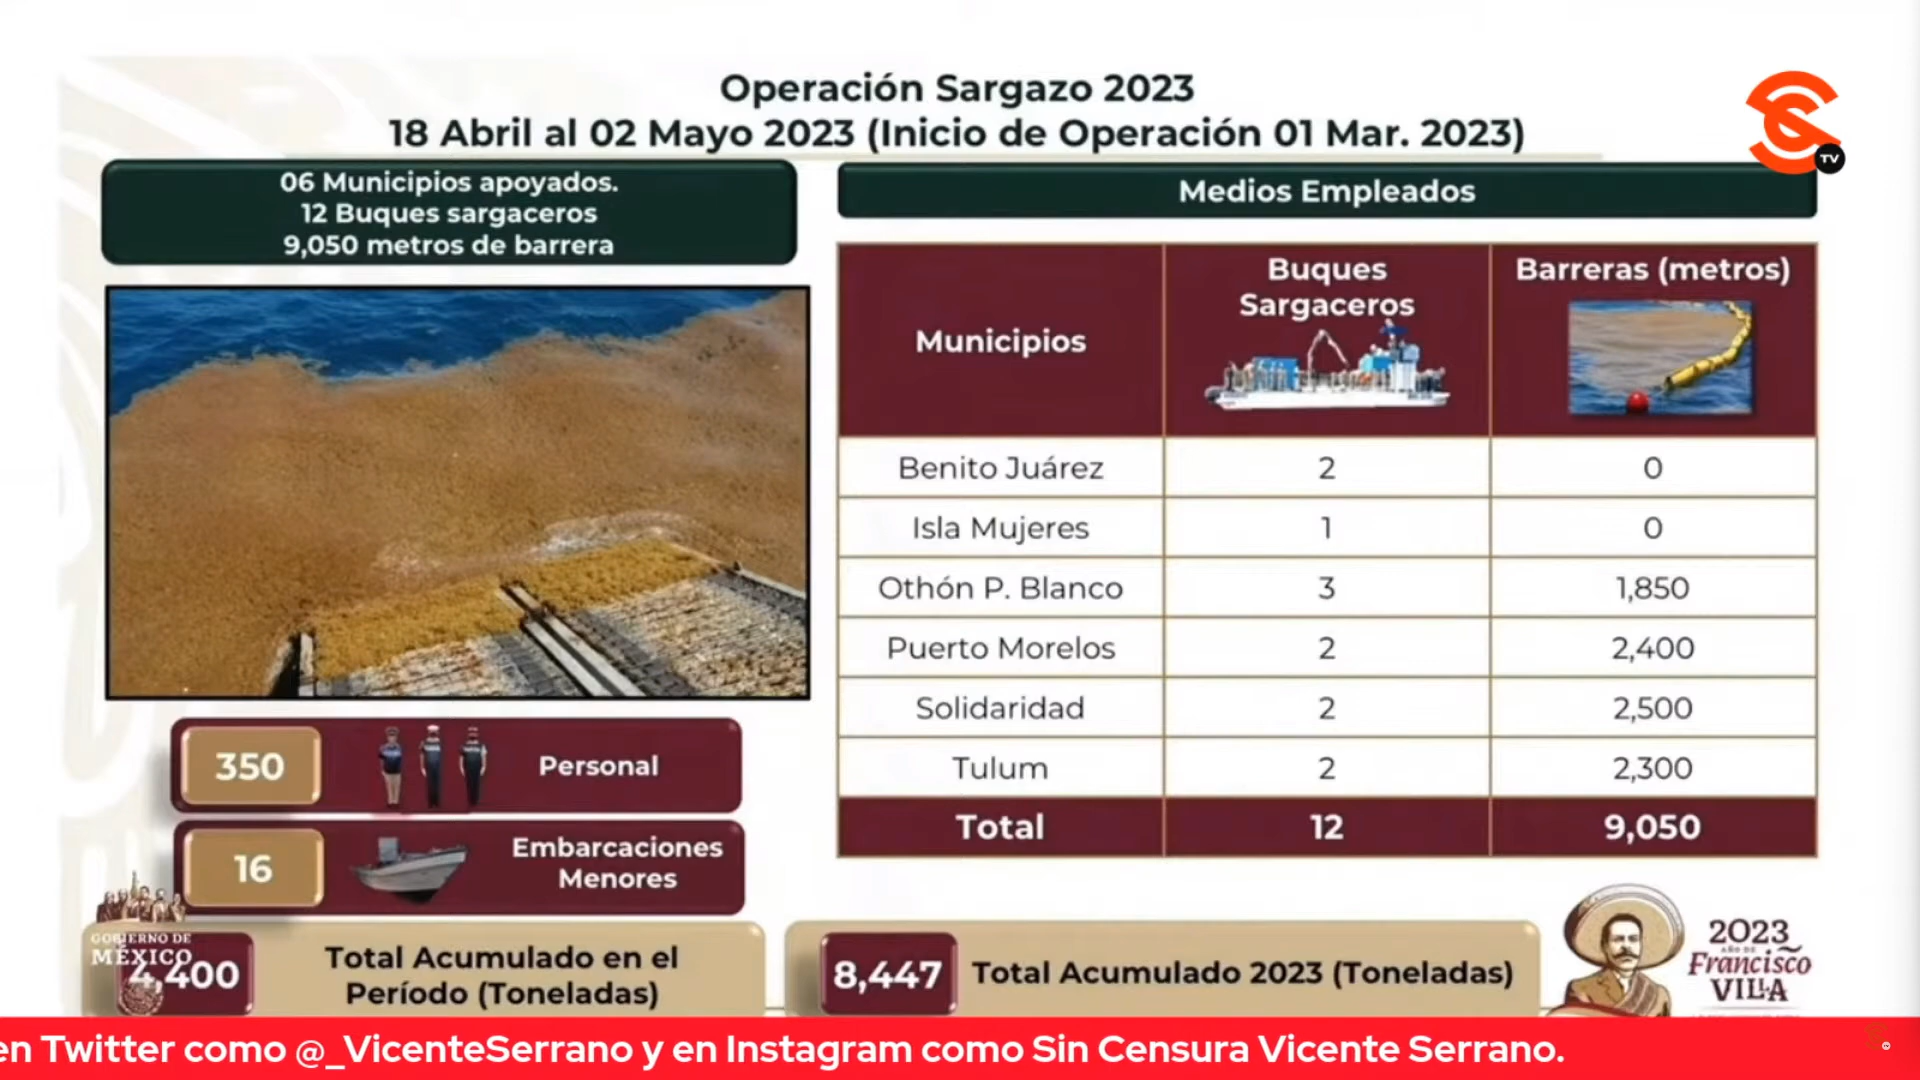 Operación Sargazo 2023
18 Abril al 02 Mayo 2023 (Inicio de Operación 01 Mar. 2023)
TV
06 Municipios apoyados.
12 Buques sargaceros
9,050 metros de barrera
Medios Empleados
Municipios
Buques
Sargaceros
Barreras (metros)
Benito Juárez 2 0
Isla Mujeres 1 0
Othón P. Blanco 3 1,850
Puerto Morelos 2 2,400
Solidaridad 2 2,500
Tulum 2 2,300
Total 12 9,050
350 Personal
16 Embarcaciones
Menores
GOBIERNO DE
MÉXICO
4,400 Total Acumulado en el
Período (Toneladas)
8,447 Total Acumulado 2023 (Toneladas)
2023
AÑO DE
Francisco
VILLA
en Twitter como @_VicenteSerrano y en Instagram como Sin Censura Vicente Serrano.